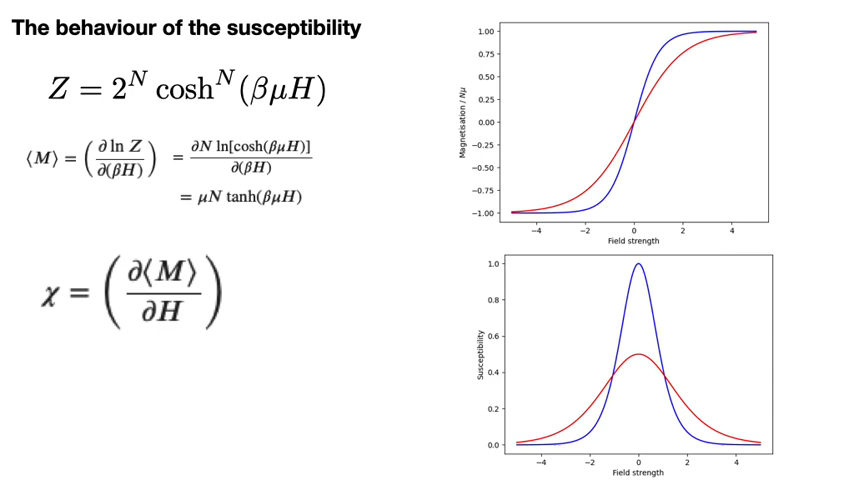 The behaviour of the susceptibility
Z = 2^N cosh^N (βμH)
⟨M⟩ = (∂ ln Z / ∂(βH)) = ∂N ln[cosh(βμH)] / ∂(βH)
= μN tanh(βμH)
χ = (∂⟨M⟩ / ∂H)
Magnetisation / Nμ
1.00
0.75
0.50
0.25
0.00
−0.25
−0.50
−0.75
−1.00
−4 −2 0 2 4
Field strength
Susceptibility
1.0
0.8
0.6
0.4
0.2
0.0
−4 −2 0 2 4
Field strength